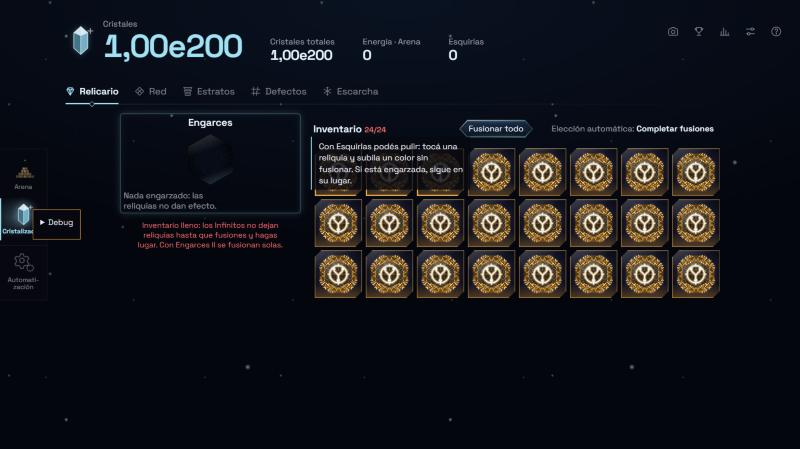 Cristales
1,00e200
Cristales totales
1,00e200
Energía · Arena
0
Esquirlas
0
Relicario
Red
Estratos
Defectos
Escarcha
Engarces
Nada engarzado: las
reliquias no dan efecto.
Inventario lleno: los Infinitos no dejan
reliquias hasta que fusiones y hagas
lugar. Con Engarces II se fusionan solas.
Inventario 24/24
Fusionar todo
Elección automática: Completar fusiones
Con Esquirlas podés pulir: tocá una
reliquia y subila un color sin
fusionar. Si está engarzada, sigue en
su lugar.
Arena
Cristaliza
Debug
Automati-
zación